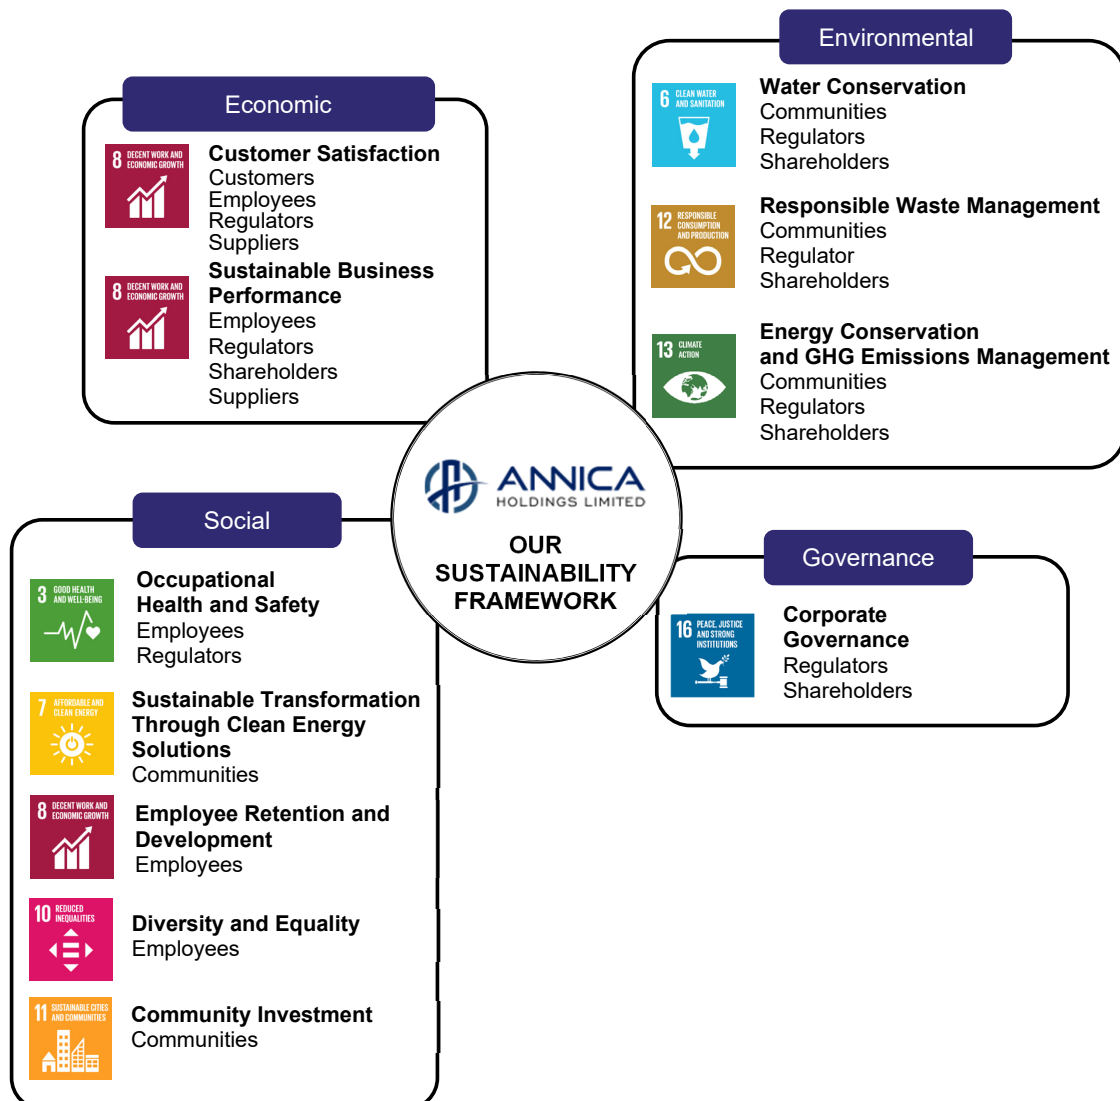 Economic
8 DECENT WORK AND
ECONOMIC GROWTH
Customer Satisfaction
Customers
Employees
Regulators
Suppliers
8 DECENT WORK AND
ECONOMIC GROWTH
Sustainable Business
Performance
Employees
Regulators
Shareholders
Suppliers
Environmental
6 CLEAN WATER
AND SANITATION
Water Conservation
Communities
Regulators
Shareholders
12 RESPONSIBLE
CONSUMPTION
AND PRODUCTION
Responsible Waste Management
Communities
Regulator
Shareholders
13 CLIMATE
ACTION
Energy Conservation
and GHG Emissions Management
Communities
Regulators
Shareholders
ANNICA
HOLDINGS LIMITED
OUR
SUSTAINABILITY
FRAMEWORK
Social
3 GOOD HEALTH
AND WELL-BEING
Occupational
Health and Safety
Employees
Regulators
7 AFFORDABLE AND
CLEAN ENERGY
Sustainable Transformation
Through Clean Energy
Solutions
Communities
8 DECENT WORK AND
ECONOMIC GROWTH
Employee Retention and
Development
Employees
10 REDUCED
INEQUALITIES
Diversity and Equality
Employees
11 SUSTAINABLE CITIES
AND COMMUNITIES
Community Investment
Communities
Governance
16 PEACE, JUSTICE
AND STRONG
INSTITUTIONS
Corporate
Governance
Regulators
Shareholders